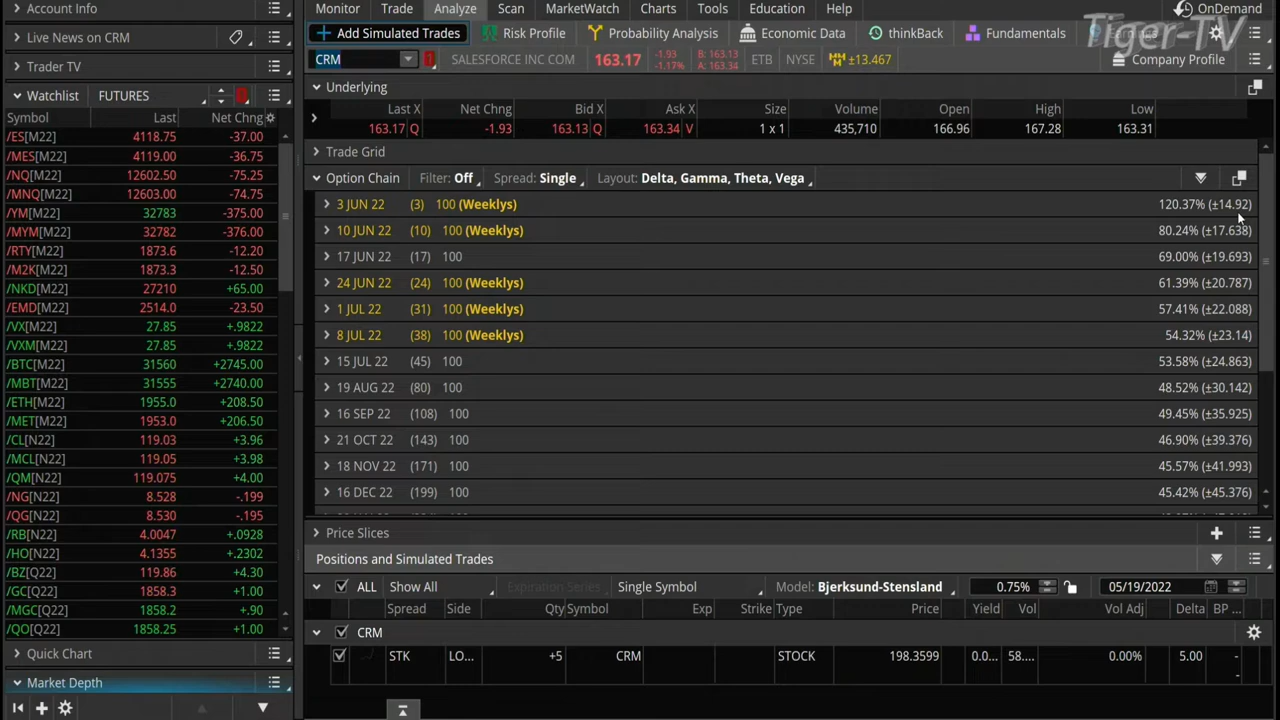 Account Info
Live News on CRM
Trader TV
Watchlist FUTURES
Symbol Last Net Chng
/ES[M22] 4118.75 -37.00
/MES[M22] 4119.00 -36.75
/NQ[M22] 12602.50 -75.25
/MNQ[M22] 12603.00 -74.75
/YM[M22] 32783 -375.00
/MYM[M22] 32782 -376.00
/RTY[M22] 1873.6 -12.20
/M2K[M22] 1873.3 -12.50
/NKD[M22] 27210 +65.00
/EMD[M22] 2514.0 -23.50
/VX[M22] 27.85 +.9822
/VXM[M22] 27.85 +.9822
/BTC[M22] 31560 +2745.00
/MBT[M22] 31555 +2740.00
/ETH[M22] 1955.0 +208.50
/MET[M22] 1953.0 +206.50
/CL[N22] 119.03 +3.96
/MCL[N22] 119.05 +3.98
/QM[N22] 119.075 +4.00
/NG[N22] 8.528 -.199
/QG[N22] 8.530 -.195
/RB[N22] 4.0047 +.0928
/HO[N22] 4.1355 +.2302
/BZ[Q22] 119.86 +4.30
/GC[Q22] 1858.3 +1.00
/MGC[Q22] 1858.2 +.90
/QO[Q22] 1858.25 +1.00
Quick Chart
Market Depth
Monitor Trade Analyze Scan MarketWatch Charts Tools Education Help OnDemand
Tiger-TV
+ Add Simulated Trades Risk Profile Probability Analysis Economic Data thinkBack Fundamentals
CRM SALESFORCE INC COM 163.17 -1.93 -1.17% B: 163.13 A: 163.34 ETB NYSE ±13.467 Company Profile
Underlying
Last X Net Chng Bid X Ask X Size Volume Open High Low
163.17 Q -1.93 163.13 Q 163.34 V 1 x 1 435,710 166.96 167.28 163.31
Trade Grid
Option Chain Filter: Off Spread: Single Layout: Delta, Gamma, Theta, Vega
3 JUN 22 (3) 100 (Weeklys) 120.37% (±14.92)
10 JUN 22 (10) 100 (Weeklys) 80.24% (±17.638)
17 JUN 22 (17) 100 69.00% (±19.693)
24 JUN 22 (24) 100 (Weeklys) 61.39% (±20.787)
1 JUL 22 (31) 100 (Weeklys) 57.41% (±22.088)
8 JUL 22 (38) 100 (Weeklys) 54.32% (±23.14)
15 JUL 22 (45) 100 53.58% (±24.863)
19 AUG 22 (80) 100 48.52% (±30.142)
16 SEP 22 (108) 100 49.45% (±35.925)
21 OCT 22 (143) 100 46.90% (±39.376)
18 NOV 22 (171) 100 45.57% (±41.993)
16 DEC 22 (199) 100 45.42% (±45.376)
Price Slices
Positions and Simulated Trades
ALL Show All Expiration Series Single Symbol Model: Bjerksund-Stensland 0.75% 05/19/2022
Spread Side Qty Symbol Exp Strike Type Price Yield Vol Vol Adj Delta BP ...
CRM
STK LO... +5 CRM STOCK 198.3599 0.0... 58.... 0.00% 5.00 -
-